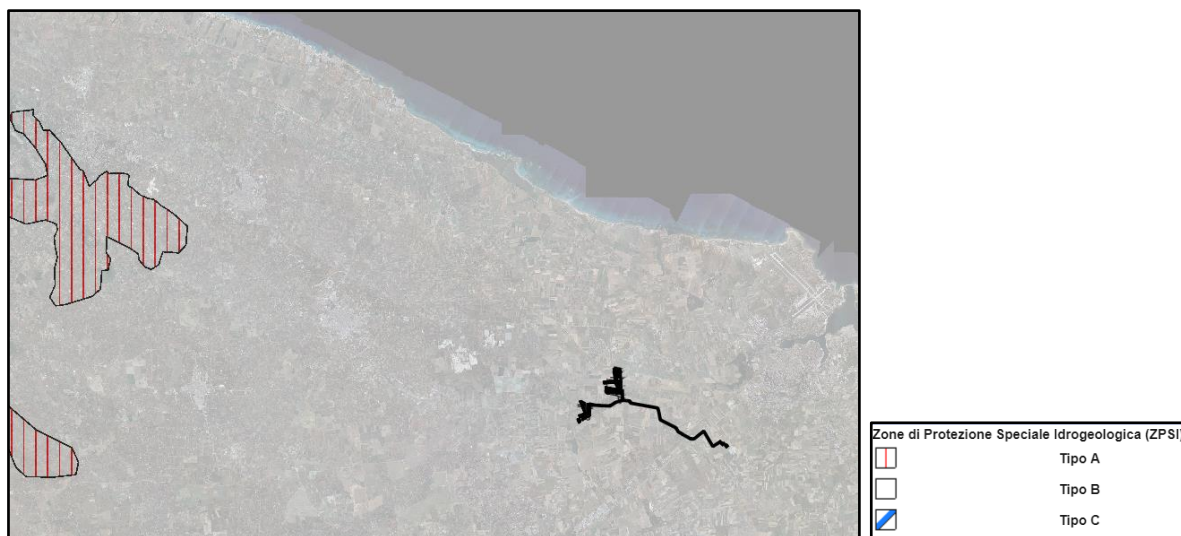 Zone di Protezione Speciale Idrogeologica (ZPSI)
Tipo A
Tipo B
Tipo C